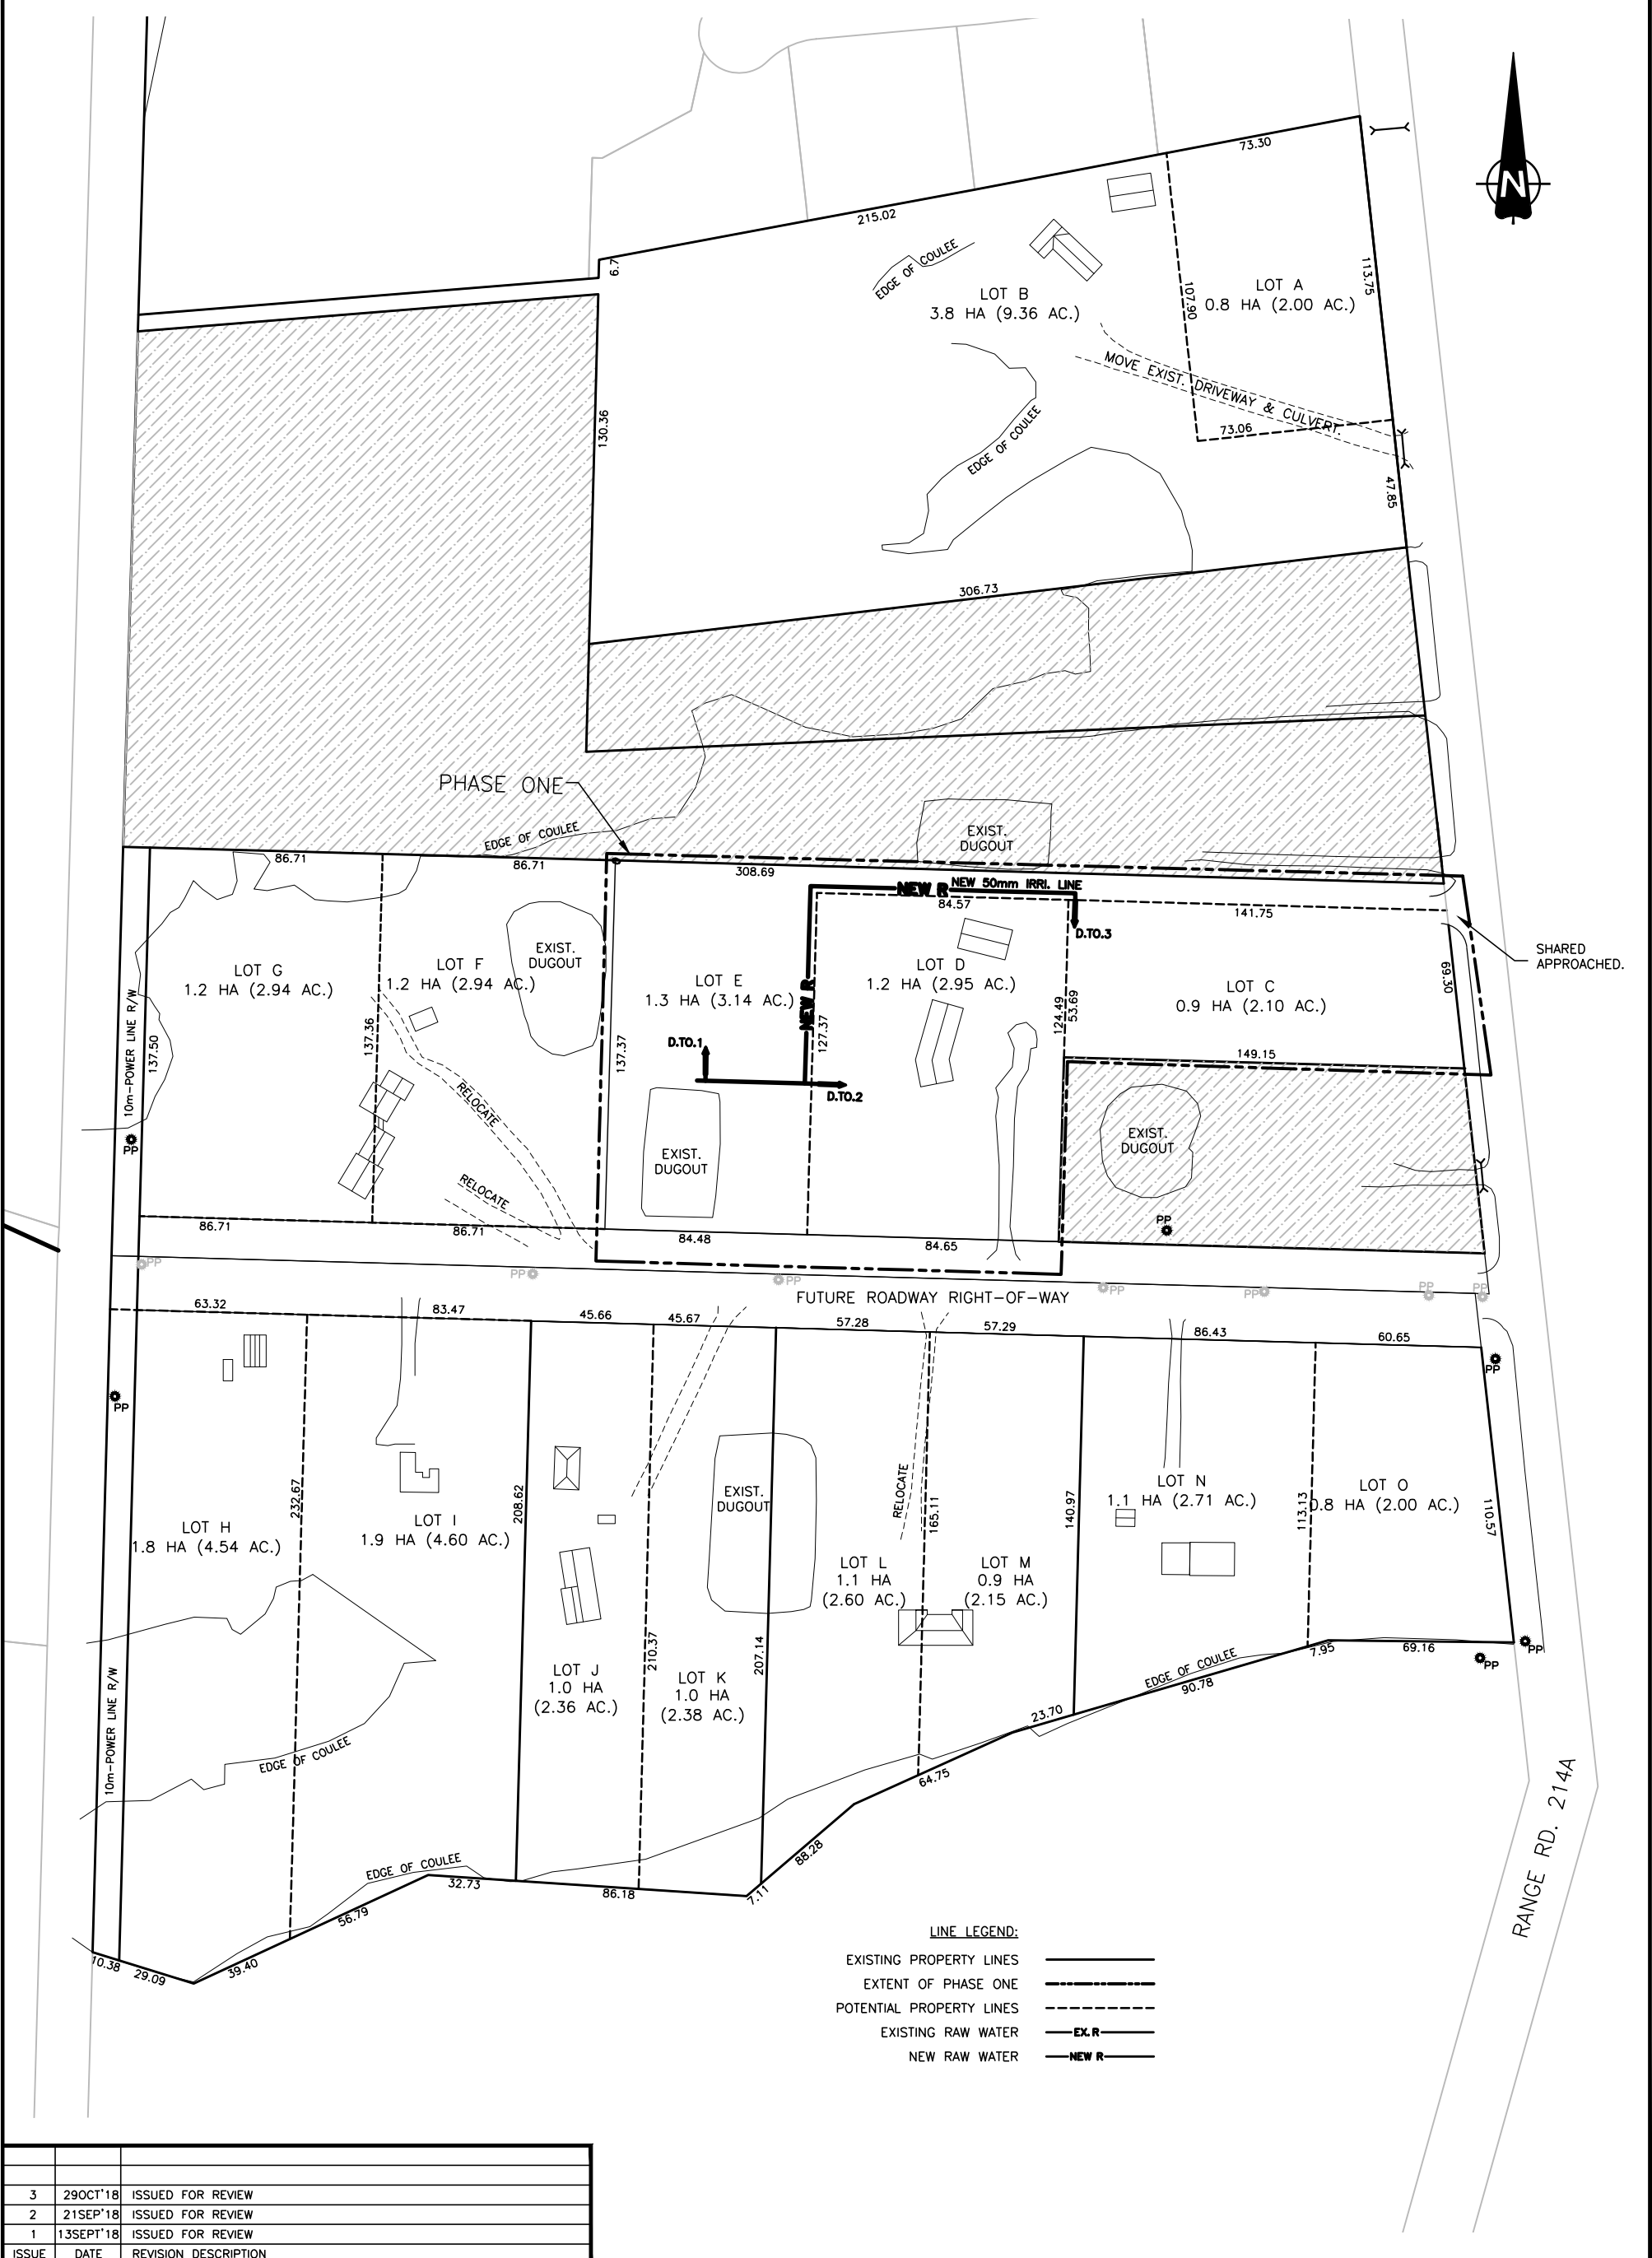 73.30
N
215.02
6.7
EDGE OF COULEE
113.75
LOT A
0.8 HA (2.00 AC.)
107.90
LOT B
3.8 HA (9.36 AC.)
MOVE EXIST. DRIVEWAY & CULVERT.
73.06
130.36
EDGE OF COULEE
47.85
306.73
PHASE ONE
EDGE OF COULEE
EXIST.
DUGOUT
86.71
86.71
308.69
NEW R
NEW 50mm IRRI. LINE
84.57
141.75
D.TO.3
SHARED
APPROACHED.
69.30
LOT G
1.2 HA (2.94 AC.)
LOT F
1.2 HA (2.94 AC.)
EXIST.
DUGOUT
LOT E
1.3 HA (3.14 AC.)
NEW R
LOT D
1.2 HA (2.95 AC.)
LOT C
0.9 HA (2.10 AC.)
10m-POWER LINE R/W
137.50
137.36
137.37
127.37
124.49
53.69
149.15
D.TO.1
D.TO.2
RELOCATE
RELOCATE
EXIST.
DUGOUT
EXIST.
DUGOUT
PP
PP
86.71
86.71
84.48
84.65
PP
PP
PP
PP
PP
PP
PP
FUTURE ROADWAY RIGHT-OF-WAY
63.32
83.47
45.66
45.67
57.28
57.29
86.43
60.65
PP
PP
232.67
208.62
EXIST.
DUGOUT
RELOCATE
165.11
140.97
113.13
110.57
LOT H
1.8 HA (4.54 AC.)
LOT I
1.9 HA (4.60 AC.)
LOT N
1.1 HA (2.71 AC.)
LOT O
0.8 HA (2.00 AC.)
LOT L
1.1 HA
(2.60 AC.)
LOT M
0.9 HA
(2.15 AC.)
LOT J
1.0 HA
(2.36 AC.)
210.37
LOT K
1.0 HA
(2.38 AC.)
207.14
EDGE OF COULEE
90.78
7.95
69.16
PP
PP
23.70
64.75
10m-POWER LINE R/W
EDGE OF COULEE
EDGE OF COULEE
32.73
86.18
7.11
88.28
56.79
39.40
29.09
10.38
RANGE RD. 214A
LINE LEGEND:
EXISTING PROPERTY LINES
EXTENT OF PHASE ONE
POTENTIAL PROPERTY LINES
EXISTING RAW WATER EX.R
NEW RAW WATER NEW R
3 29OCT'18 ISSUED FOR REVIEW
2 21SEP'18 ISSUED FOR REVIEW
1 13SEPT'18 ISSUED FOR REVIEW
ISSUE DATE REVISION DESCRIPTION